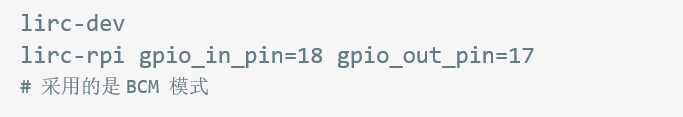 lirc-dev
lirc-rpi gpio_in_pin=18 gpio_out_pin=17
# 采用的是 BCM 模式